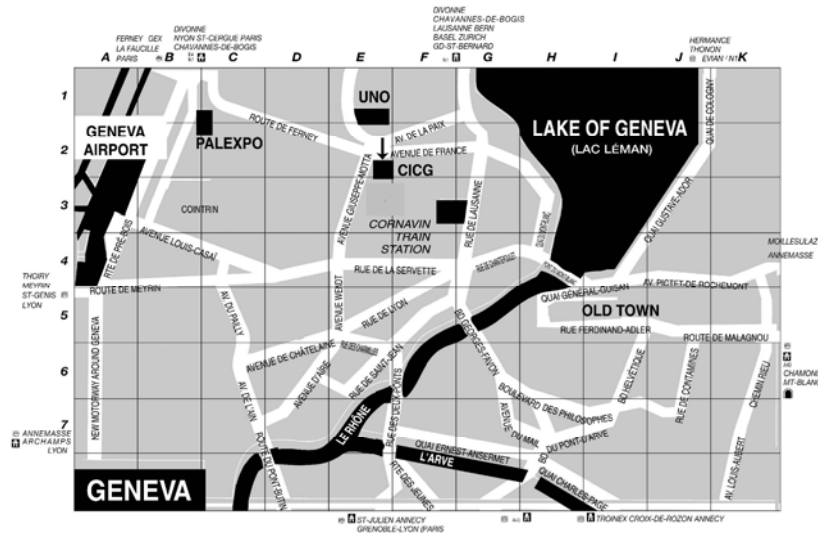 FERNEY GEX
LA FAUCILLE
PARIS
DIVONNE
NYON ST-CERGUE PARIS
CHAVANNES-DE-BOGIS
DIVONNE
CHAVANNES-DE-BOGIS
LAUSANNE BERN
BASEL ZURICH
GD-ST-BERNARD
HERMANCE
THONON
EVIAN
A B C D E F G H I J K
1
2
3
4
5
6
7
GENEVA
AIRPORT
PALEXPO
UNO
CICG
LAKE OF GENEVA
(LAC LÉMAN)
ROUTE DE FERNEY
AV. DE LA PAIX
AVENUE DE FRANCE
QUAI DE COLOGNY
COINTRIN
AVENUE GIUSEPPE-MOTTA
RUE DE LAUSANNE
QUAI GUSTAVE-ADOR
CORNAVIN
TRAIN
STATION
RTE DE PRÉ-BOIS
AVENUE LOUIS-CASAÏ
THOIRY
MEYRIN
ST-GENIS
LYON
MOILLESULAZ
ANNEMASSE
ROUTE DE MEYRIN
RUE DE LA SERVETTE
QUAI GÉNÉRAL-GUISAN
AV. PICTET-DE-ROCHEMONT
OLD TOWN
AV. DU PAILLY
AVENUE WENDT
RUE DE LYON
RUE FERDINAND-ADLER
ROUTE DE MALAGNOU
NEW MOTORWAY AROUND GENEVA
AVENUE DE CHÂTELAINE
RUE DES CHARMILLES
BD GEORGES-FAVON
AVENUE D'AÏRE
RUE DE SAINT-JEAN
BD HELVÉTIQUE
RUE DE CONTAMINES
CHEMIN RIEU
CHAMONI
MT-BLANC
AV. DE L'AIN
RUE DES DEUX-PONTS
BOULEVARD DES PHILOSOPHES
AVENUE DU MAIL
LE RHÔNE
BD DU PONT-D'ARVE
ANNEMASSE
ARCHAMPS
LYON
ROUTE DU PONT-BUTIN
QUAI ERNEST-ANSERMET
L'ARVE
RTE DES JEUNES
QUAI CHARLES-PAGE
AV. LOUIS-AUBERT
GENEVA
ST-JULIEN ANNECY
GRENOBLE-LYON (PARIS
TROINEX CROIX-DE-ROZON ANNECY